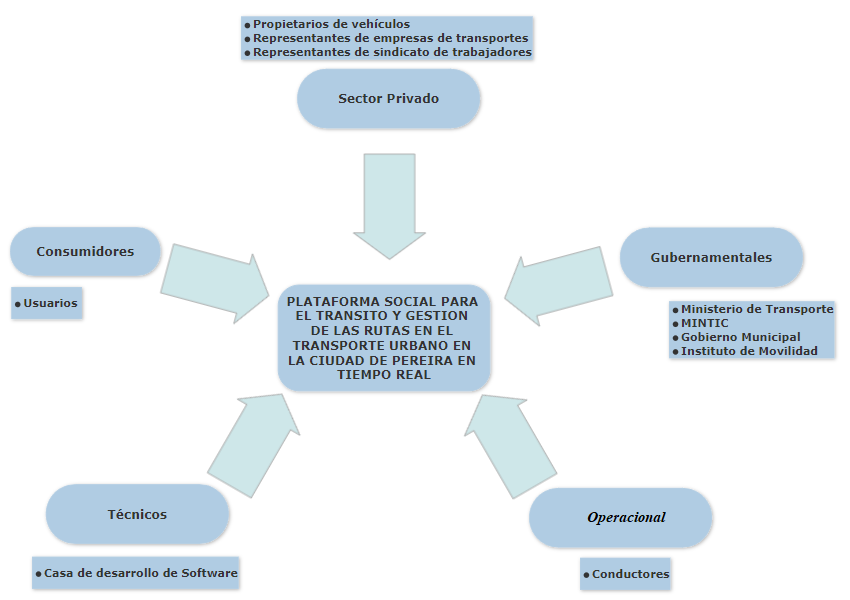 ● Propietarios de vehículos
● Representantes de empresas de transportes
● Representantes de sindicato de trabajadores
Sector Privado
Consumidores
● Usuarios
Gubernamentales
● Ministerio de Transporte
● MINTIC
● Gobierno Municipal
● Instituto de Movilidad
PLATAFORMA SOCIAL PARA
EL TRANSITO Y GESTION
DE LAS RUTAS EN EL
TRANSPORTE URBANO EN
LA CIUDAD DE PEREIRA EN
TIEMPO REAL
Técnicos
● Casa de desarrollo de Software
Operacional
● Conductores